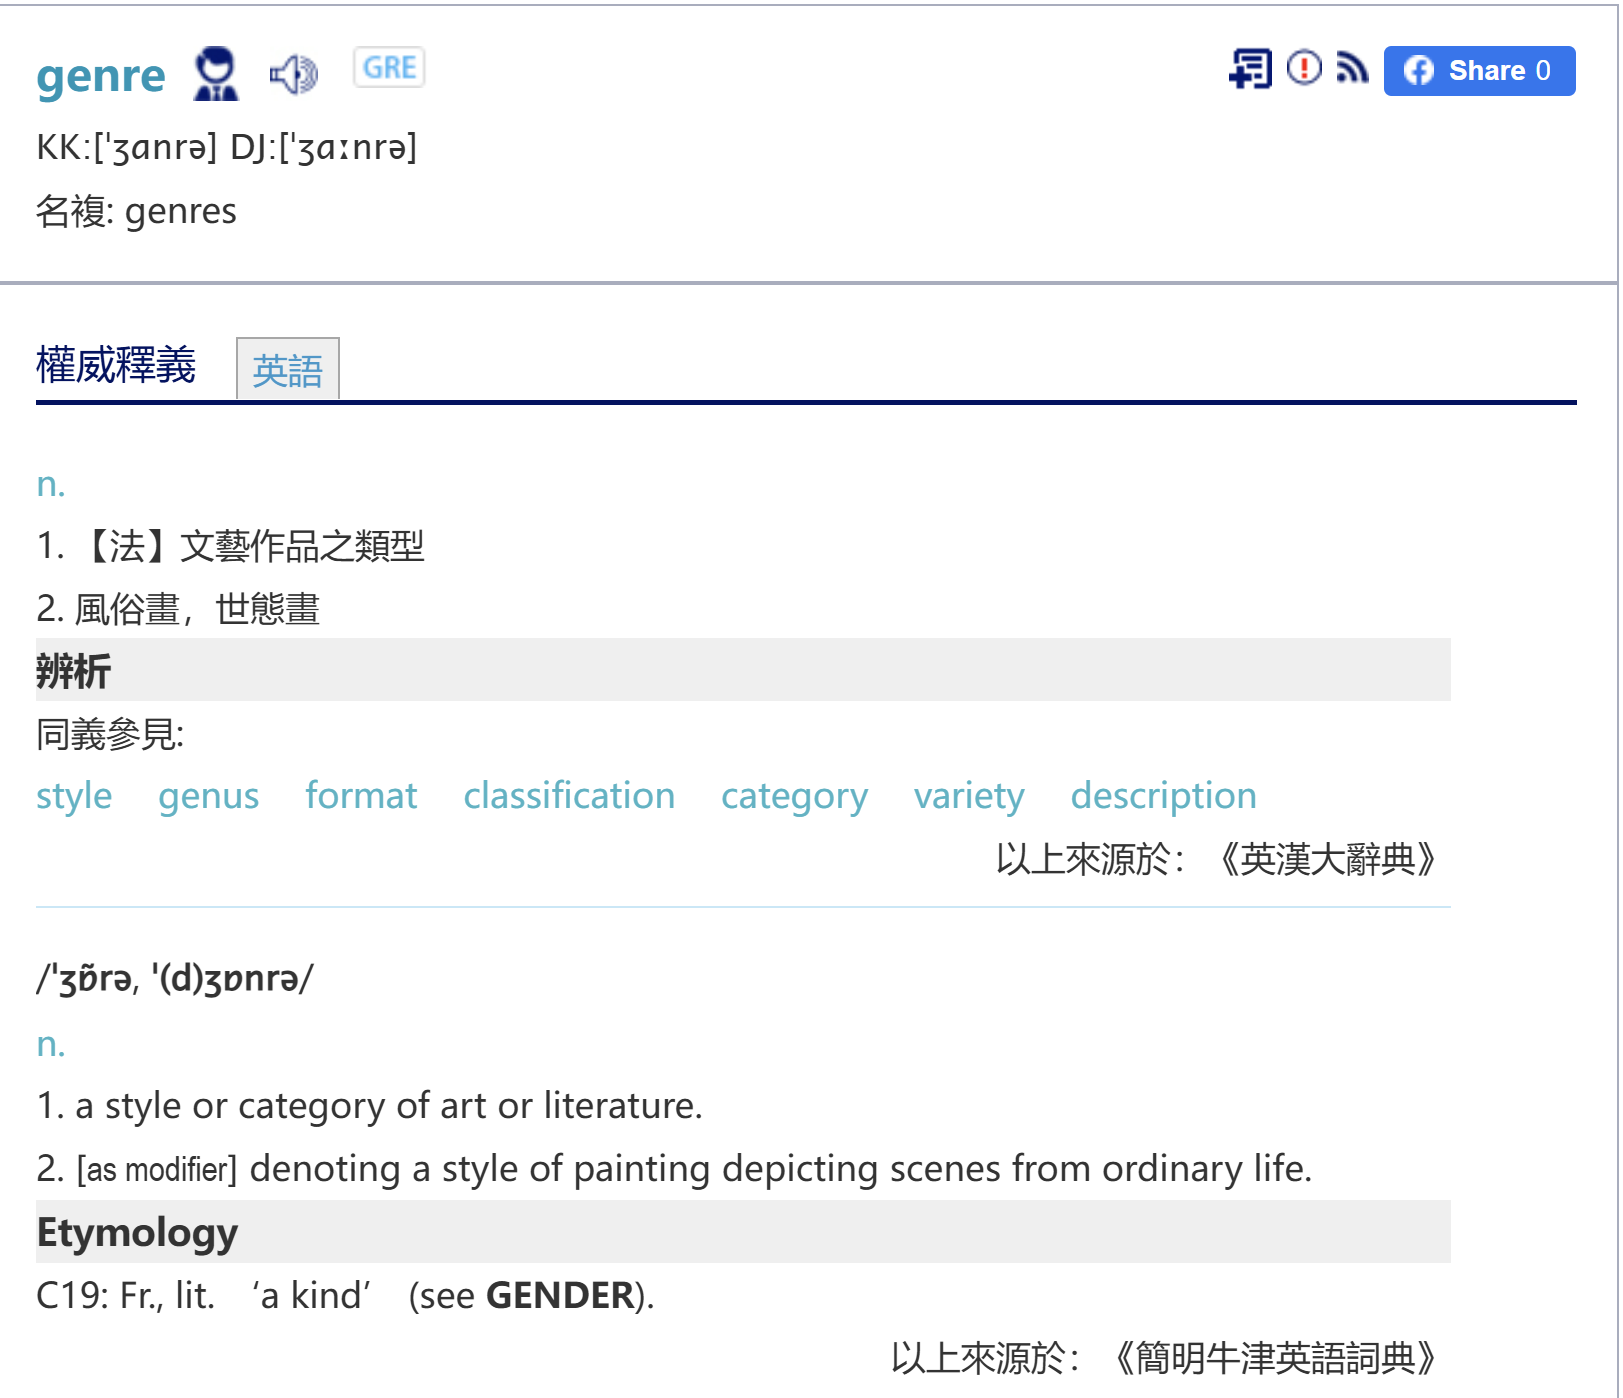 genre GRE Share 0
KK:[ˈʒɑnrə] DJ:[ˈʒɑːnrə]
名複: genres
權威釋義 英語
n.
1. 【法】文藝作品之類型
2. 風俗畫，世態畫
辨析
同義參見:
style genus format classification category variety description
以上來源於：《英漢大辭典》
/ˈʒɒ̃rə, ˈ(d)ʒɒnrə/
n.
1. a style or category of art or literature.
2. [as modifier] denoting a style of painting depicting scenes from ordinary life.
Etymology
C19: Fr., lit. ‘a kind’ (see GENDER).
以上來源於：《簡明牛津英語詞典》